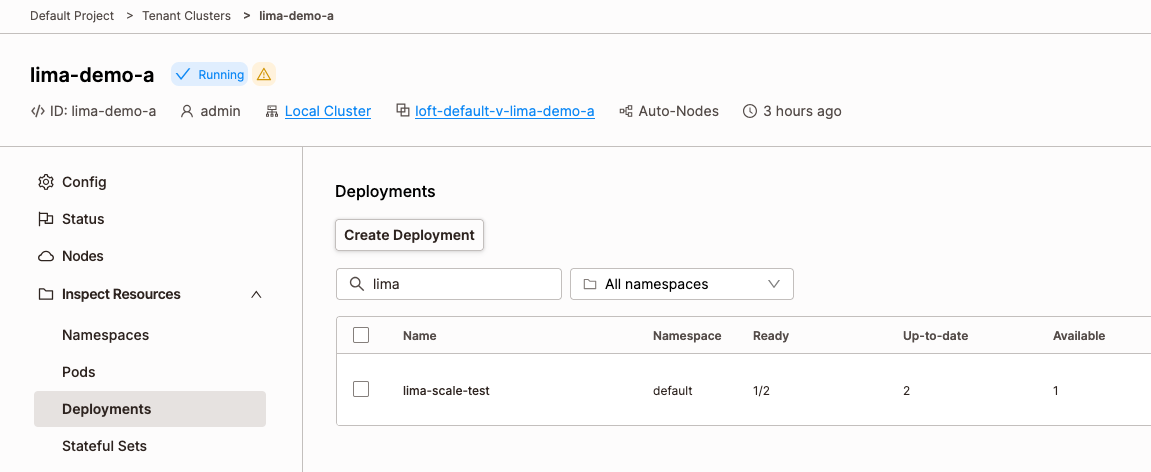 Default Project > Tenant Clusters > lima-demo-a
lima-demo-a Running
ID: lima-demo-a admin Local Cluster loft-default-v-lima-demo-a Auto-Nodes 3 hours ago
Config
Status
Nodes
Inspect Resources
Namespaces
Pods
Deployments
Stateful Sets
Deployments
Create Deployment
lima All namespaces
Name Namespace Ready Up-to-date Available
lima-scale-test default 1/2 2 1